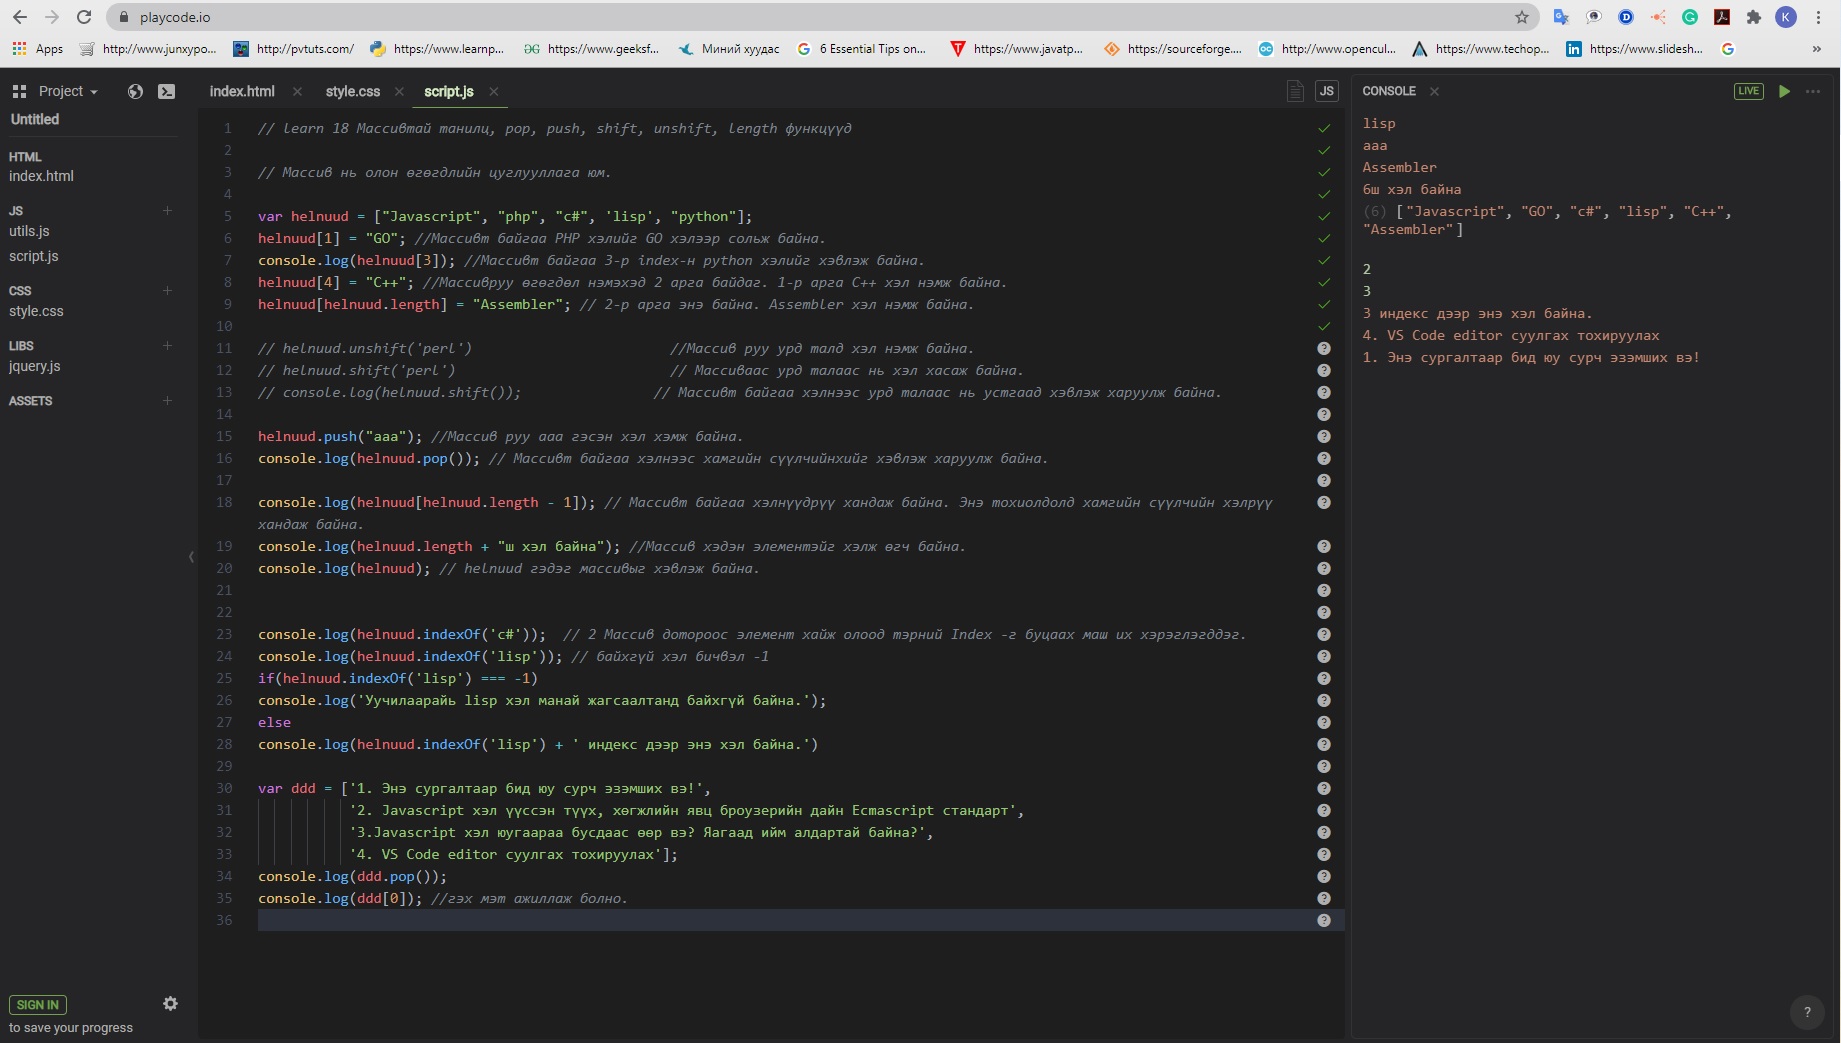 playcode.io
Apps http://www.junxypo... http://pvtuts.com/ https://www.learnp... https://www.geeksf... Миний хуудас 6 Essential Tips on... https://www.javatp... https://sourceforge.... http://www.opencul... https://www.techop... https://www.slidesh...
Project
Untitled
HTML
index.html
JS
utils.js
script.js
CSS
style.css
LIBS
jquery.js
ASSETS
SIGN IN
to save your progress
index.html style.css script.js JS
1 // learn 18 Массивтай танилц, pop, push, shift, unshift, length функцүүд
2
3 // Массив нь олон өгөгдлийн цуглууллага юм.
4
5 var helnuud = ["Javascript", "php", "c#", 'lisp', "python"];
6 helnuud[1] = "GO"; //Массивт байгаа PHP хэлийг GO хэлээр сольж байна.
7 console.log(helnuud[3]); //Массивт байгаа 3-р index-н python хэлийг хэвлэж байна.
8 helnuud[4] = "C++"; //Массивруу өгөгдөл нэмэхэд 2 арга байдаг. 1-р арга C++ хэл нэмж байна.
9 helnuud[helnuud.length] = "Assembler"; // 2-р арга энэ байна. Assembler хэл нэмж байна.
10
11 // helnuud.unshift('perl') //Массив руу урд талд хэл нэмж байна.
12 // helnuud.shift('perl') // Массиваас урд талаас нь хэл хасаж байна.
13 // console.log(helnuud.shift()); // Массивт байгаа хэлнээс урд талаас нь устгаад хэвлэж харуулж байна.
14
15 helnuud.push("aaa"); //Массив руу ааа гэсэн хэл хэмж байна.
16 console.log(helnuud.pop()); // Массивт байгаа хэлнээс хамгийн сүүлчийнхийг хэвлэж харуулж байна.
17
18 console.log(helnuud[helnuud.length - 1]); // Массивт байгаа хэлнүүдрүү хандаж байна. Энэ тохиолдолд хамгийн сүүлчийн хэлрүү
хандаж байна.
19 console.log(helnuud.length + "ш хэл байна"); //Массив хэдэн элементэйг хэлж өгч байна.
20 console.log(helnuud); // helnuud гэдэг массивыг хэвлэж байна.
21
22
23 console.log(helnuud.indexOf('c#')); // 2 Массив дотороос элемент хайж олоод тэрний Index -г буцаах маш их хэрэглэгддэг.
24 console.log(helnuud.indexOf('lisp')); // байхгүй хэл бичвэл -1
25 if(helnuud.indexOf('lisp') === -1)
26 console.log('Уучилаарайь lisp хэл манай жагсаалтанд байхгүй байна.');
27 else
28 console.log(helnuud.indexOf('lisp') + ' индекс дээр энэ хэл байна.')
29
30 var ddd = ['1. Энэ сургалтаар бид юу сурч эзэмших вэ!',
31 '2. Javascript хэл үүссэн түүх, хөгжлийн явц броузерийн дайн Ecmascript стандарт',
32 '3.Javascript хэл югаараа бусдаас өөр вэ? Яагаад ийм алдартай байна?',
33 '4. VS Code editor суулгах тохируулах'];
34 console.log(ddd.pop());
35 console.log(ddd[0]); //гэх мэт ажиллаж болно.
36
CONSOLE LIVE
lisp
aaa
Assembler
6ш хэл байна
(6) ["Javascript", "GO", "c#", "lisp", "C++",
"Assembler"]
2
3
3 индекс дээр энэ хэл байна.
4. VS Code editor суулгах тохируулах
1. Энэ сургалтаар бид юу сурч эзэмших вэ!